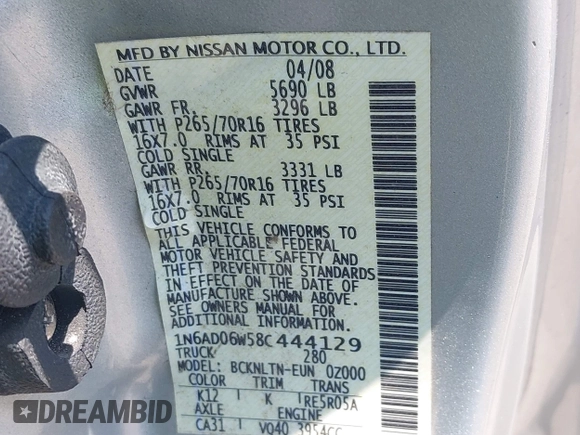 MFD BY NISSAN MOTOR CO., LTD.
DATE 04/08
GVWR 5690 LB
GAWR FR. 3296 LB
WITH P265/70R16 TIRES
16X7.0 RIMS AT 35 PSI
COLD SINGLE
GAWR RR. 3331 LB
WITH P265/70R16 TIRES
16X7.0 RIMS AT 35 PSI
COLD SINGLE
THIS VEHICLE CONFORMS TO
ALL APPLICABLE FEDERAL
MOTOR VEHICLE SAFETY AND
THEFT PREVENTION STANDARDS
IN EFFECT ON THE DATE OF
MANUFACTURE SHOWN ABOVE.
SEE OWNERS MANUAL FOR
ADDITIONAL INFORMATION.
1N6AD06W58C444129
TRUCK 280
MODEL: BCKNLTN-EUN 0Z000
COLOR TRIM TRANS
K12 K RE5R05A
AXLE ENGINE
CA31 VQ40 3954CC
BIDHISTORY.COM